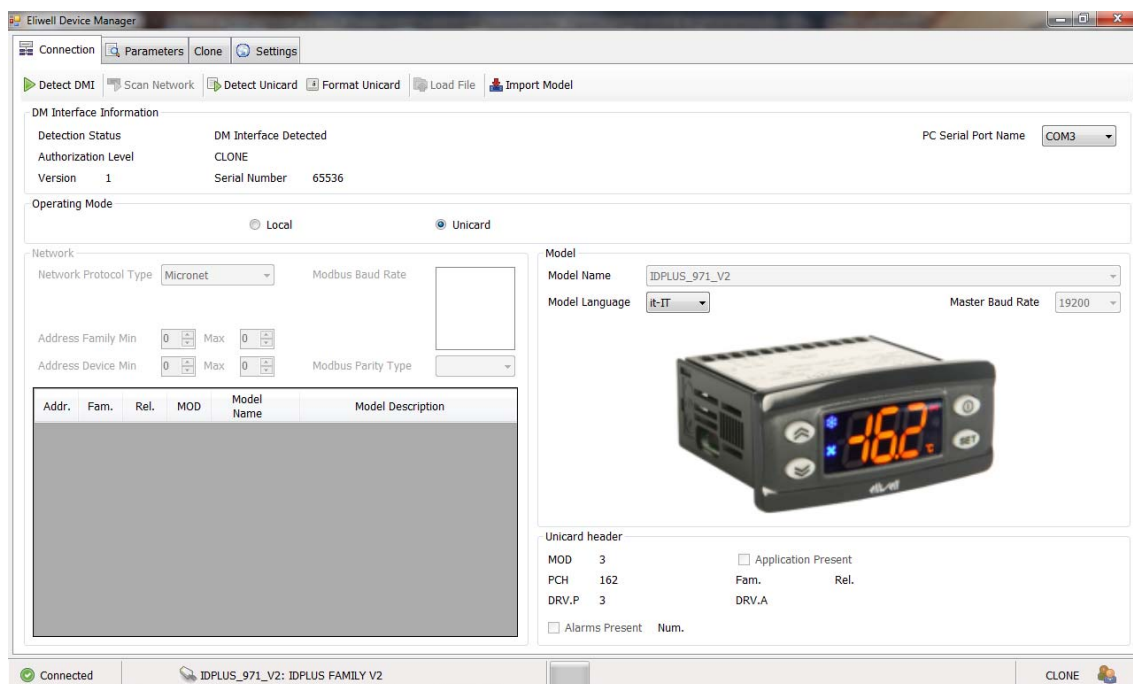 Eliwell Device Manager
Connection Parameters Clone Settings
Detect DMI Scan Network Detect Unicard Format Unicard Load File Import Model
DM Interface Information
Detection Status DM Interface Detected PC Serial Port Name COM3
Authorization Level CLONE
Version 1 Serial Number 65536
Operating Mode
Local Unicard
Network
Network Protocol Type Micronet Modbus Baud Rate
Address Family Min 0 Max 0
Address Device Min 0 Max 0 Modbus Parity Type
Addr. Fam. Rel. MOD Model Name Model Description
Model
Model Name IDPLUS_971_V2
Model Language it-IT Master Baud Rate 19200
-16.2 °C
SET
eliwell
Unicard header
MOD 3 Application Present
PCH 162 Fam. Rel.
DRV.P 3 DRV.A
Alarms Present Num.
Connected IDPLUS_971_V2: IDPLUS FAMILY V2 CLONE